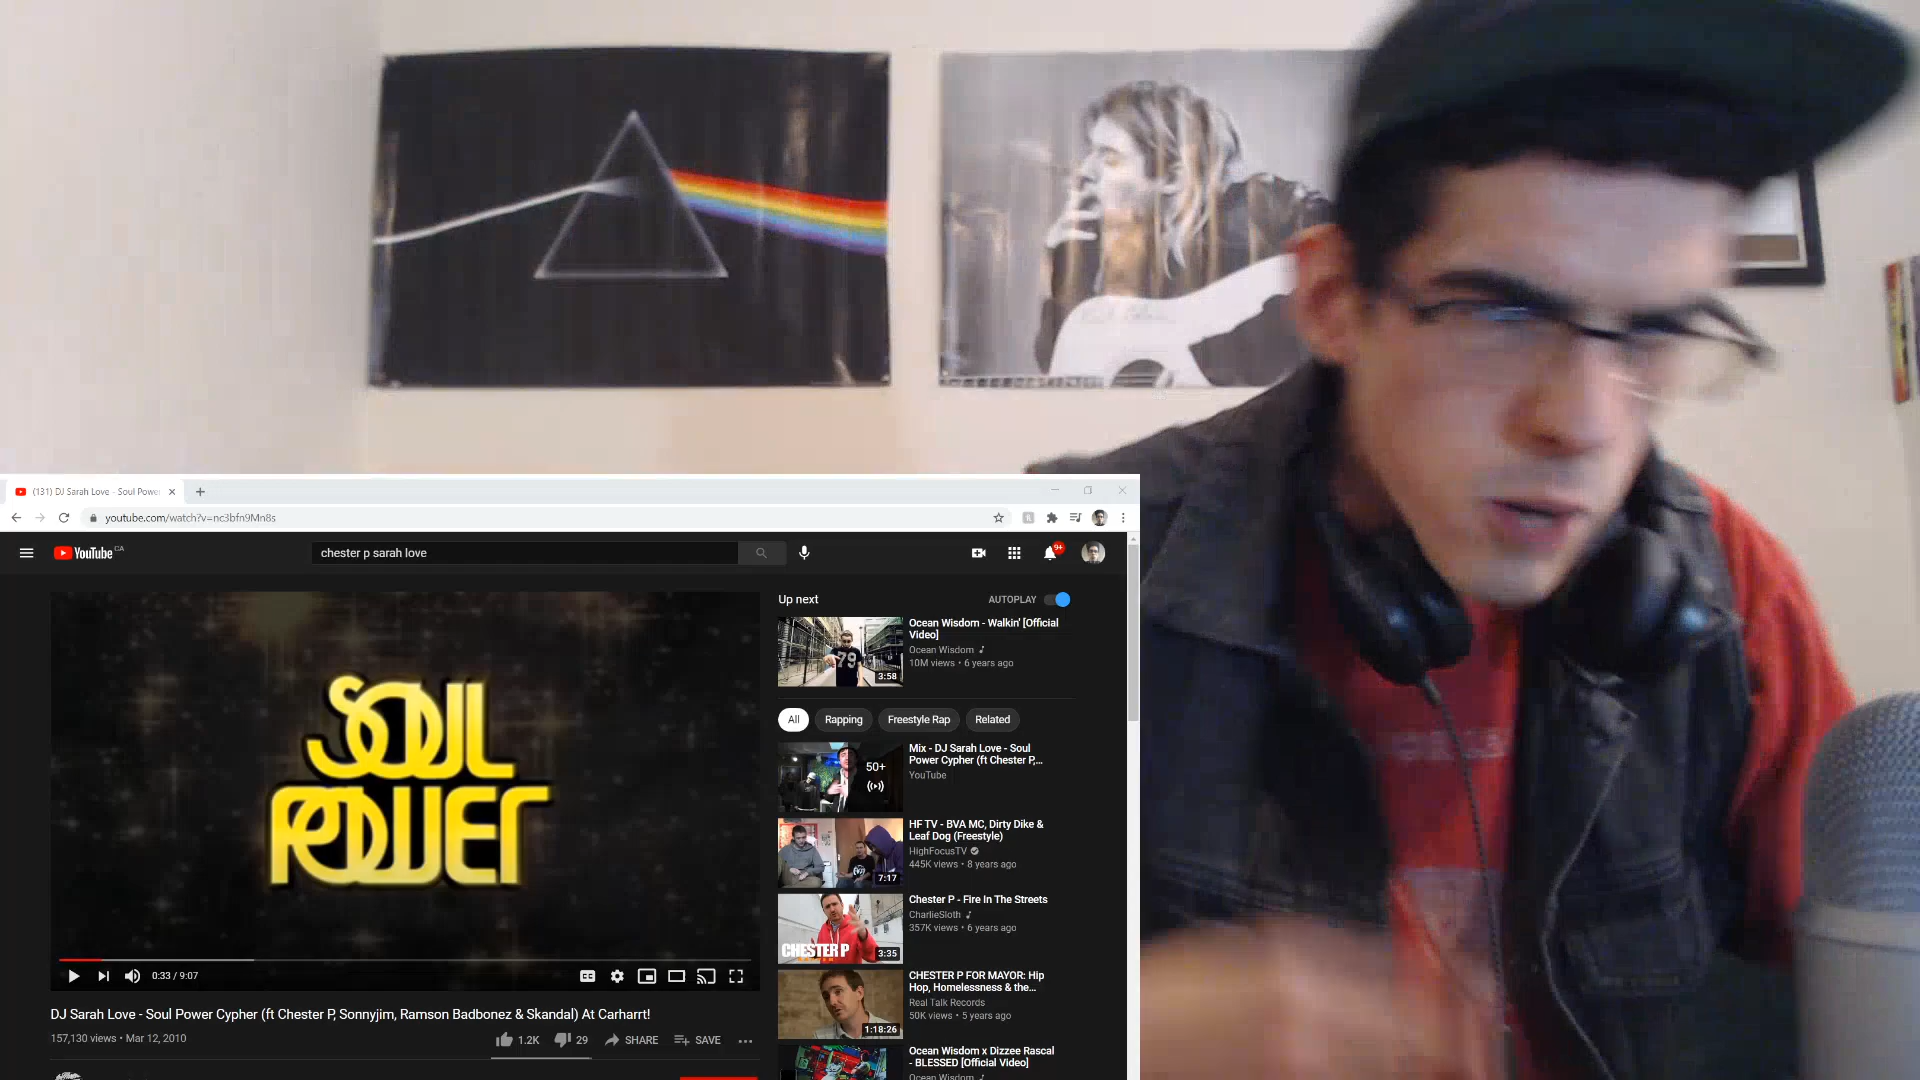 (131) DJ Sarah Love - Soul Power
youtube.com/watch?v=nc3bfn9Mn8s
YouTube CA
chester p sarah love
9+
SOUL
POWER
0:33 / 9:07
DJ Sarah Love - Soul Power Cypher (ft Chester P, Sonnyjim, Ramson Badbonez & Skandal) At Carharrt!
157,130 views • Mar 12, 2010
1.2K
29
SHARE
SAVE
Up next
AUTOPLAY
79
3:58
Ocean Wisdom - Walkin' [Official
Video]
Ocean Wisdom
10M views • 6 years ago
All
Rapping
Freestyle Rap
Related
50+
Mix - DJ Sarah Love - Soul
Power Cypher (ft Chester P,...
YouTube
7:17
HF TV - BVA MC, Dirty Dike &
Leaf Dog (Freestyle)
HighFocusTV
445K views • 8 years ago
CHESTER P
3:35
Chester P - Fire In The Streets
CharlieSloth
357K views • 6 years ago
1:18:26
CHESTER P FOR MAYOR: Hip
Hop, Homelessness & the...
Real Talk Records
50K views • 5 years ago
Ocean Wisdom x Dizzee Rascal
- BLESSED [Official Video]
Ocean Wisdom